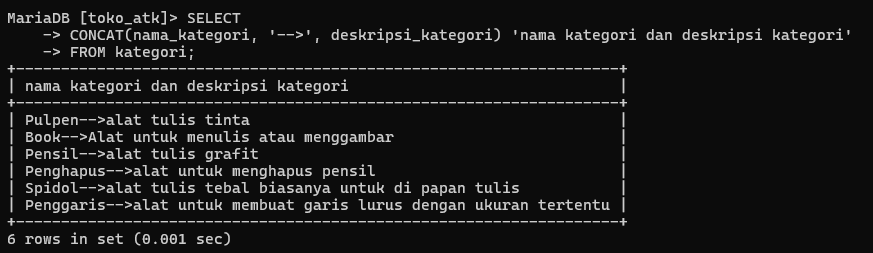 MariaDB [toko_atk]> SELECT
    -> CONCAT(nama_kategori, '-->', deskripsi_kategori) 'nama kategori dan deskripsi kategori'
    -> FROM kategori;
+------------------------------------------------------------------+
| nama kategori dan deskripsi kategori                             |
+------------------------------------------------------------------+
| Pulpen-->alat tulis tinta                                        |
| Book-->Alat untuk menulis atau menggambar                        |
| Pensil-->alat tulis grafit                                       |
| Penghapus-->alat untuk menghapus pensil                          |
| Spidol-->alat tulis tebal biasanya untuk di papan tulis          |
| Penggaris-->alat untuk membuat garis lurus dengan ukuran tertentu |
+------------------------------------------------------------------+
6 rows in set (0.001 sec)